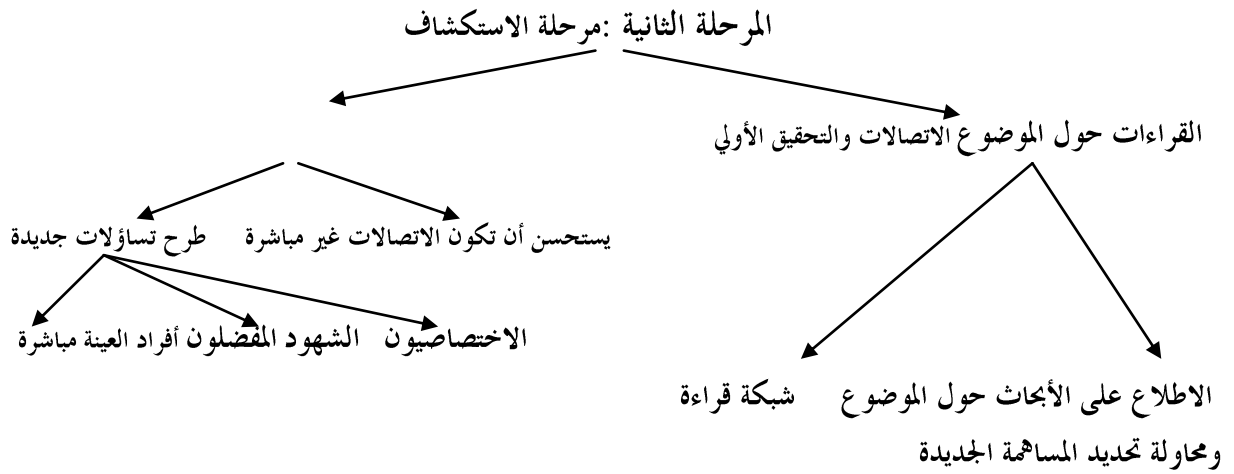 المرحلة الثانية :مرحلة الاستكشاف
القراءات حول الموضوع الاتصالات والتحقيق الأولي
يستحسن أن تكون الاتصالات غير مباشرة طرح تساؤلات جديدة
الاختصاصيون الشهود المفضلون أفراد العينة مباشرة
الاطلاع على الأبحاث حول الموضوع شبكة قراءة
ومحاولة تحديد المساهمة الجديدة